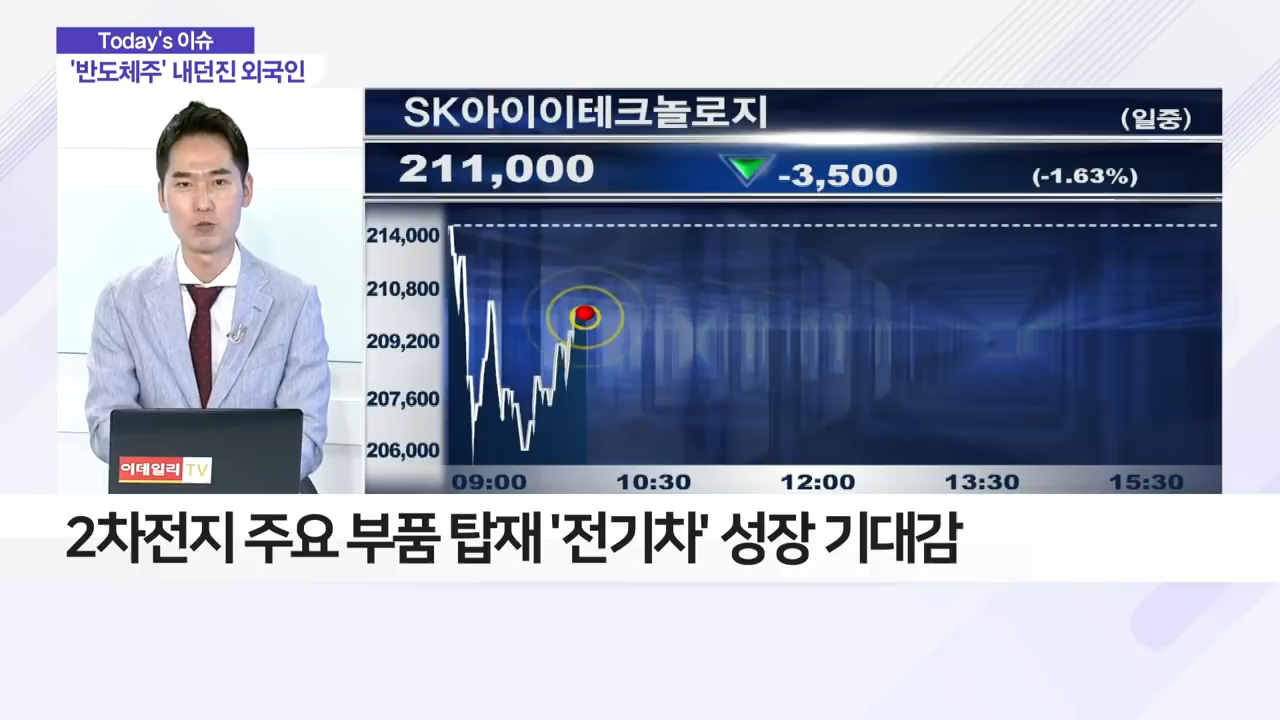 Today's 이슈
'반도체주' 내던진 외국인
SK아이이테크놀로지 (일중)
211,000 -3,500 (-1.63%)
214,000
210,800
209,200
207,600
206,000
09:00 10:30 12:00 13:30 15:30
이데일리 TV
2차전지 주요 부품 탑재 '전기차' 성장 기대감